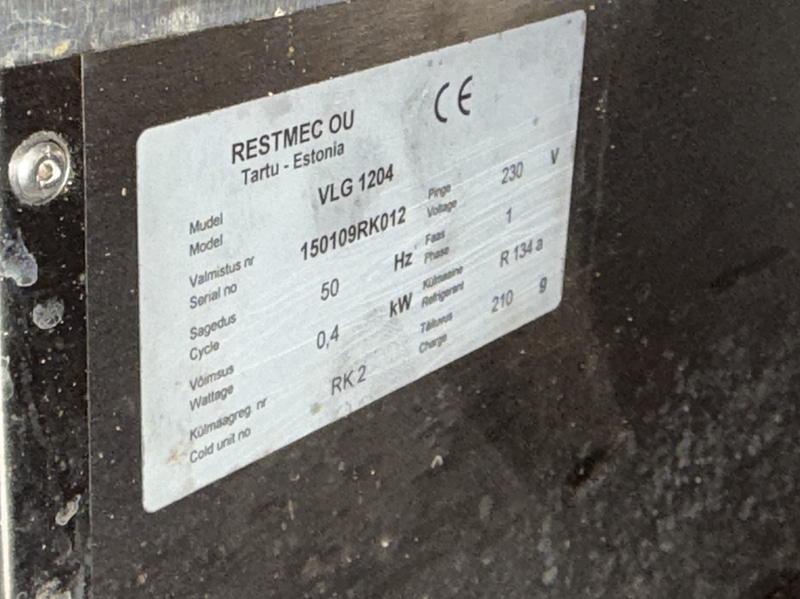 RESTMEC OU
Tartu - Estonia
CE
Mudel
Model
VLG 1204
Valmistus nr
Serial no
150109RK012
Pinge
Voltage
230 V
Sagedus
Cycle
50 Hz
Faas
Phase
1
Võimsus
Wattage
0,4 kW
Külmaaine
Refrigerant
R 134 a
Külmaagreg. nr
Cold unit no
RK 2
Täituvus
Charge
210 g